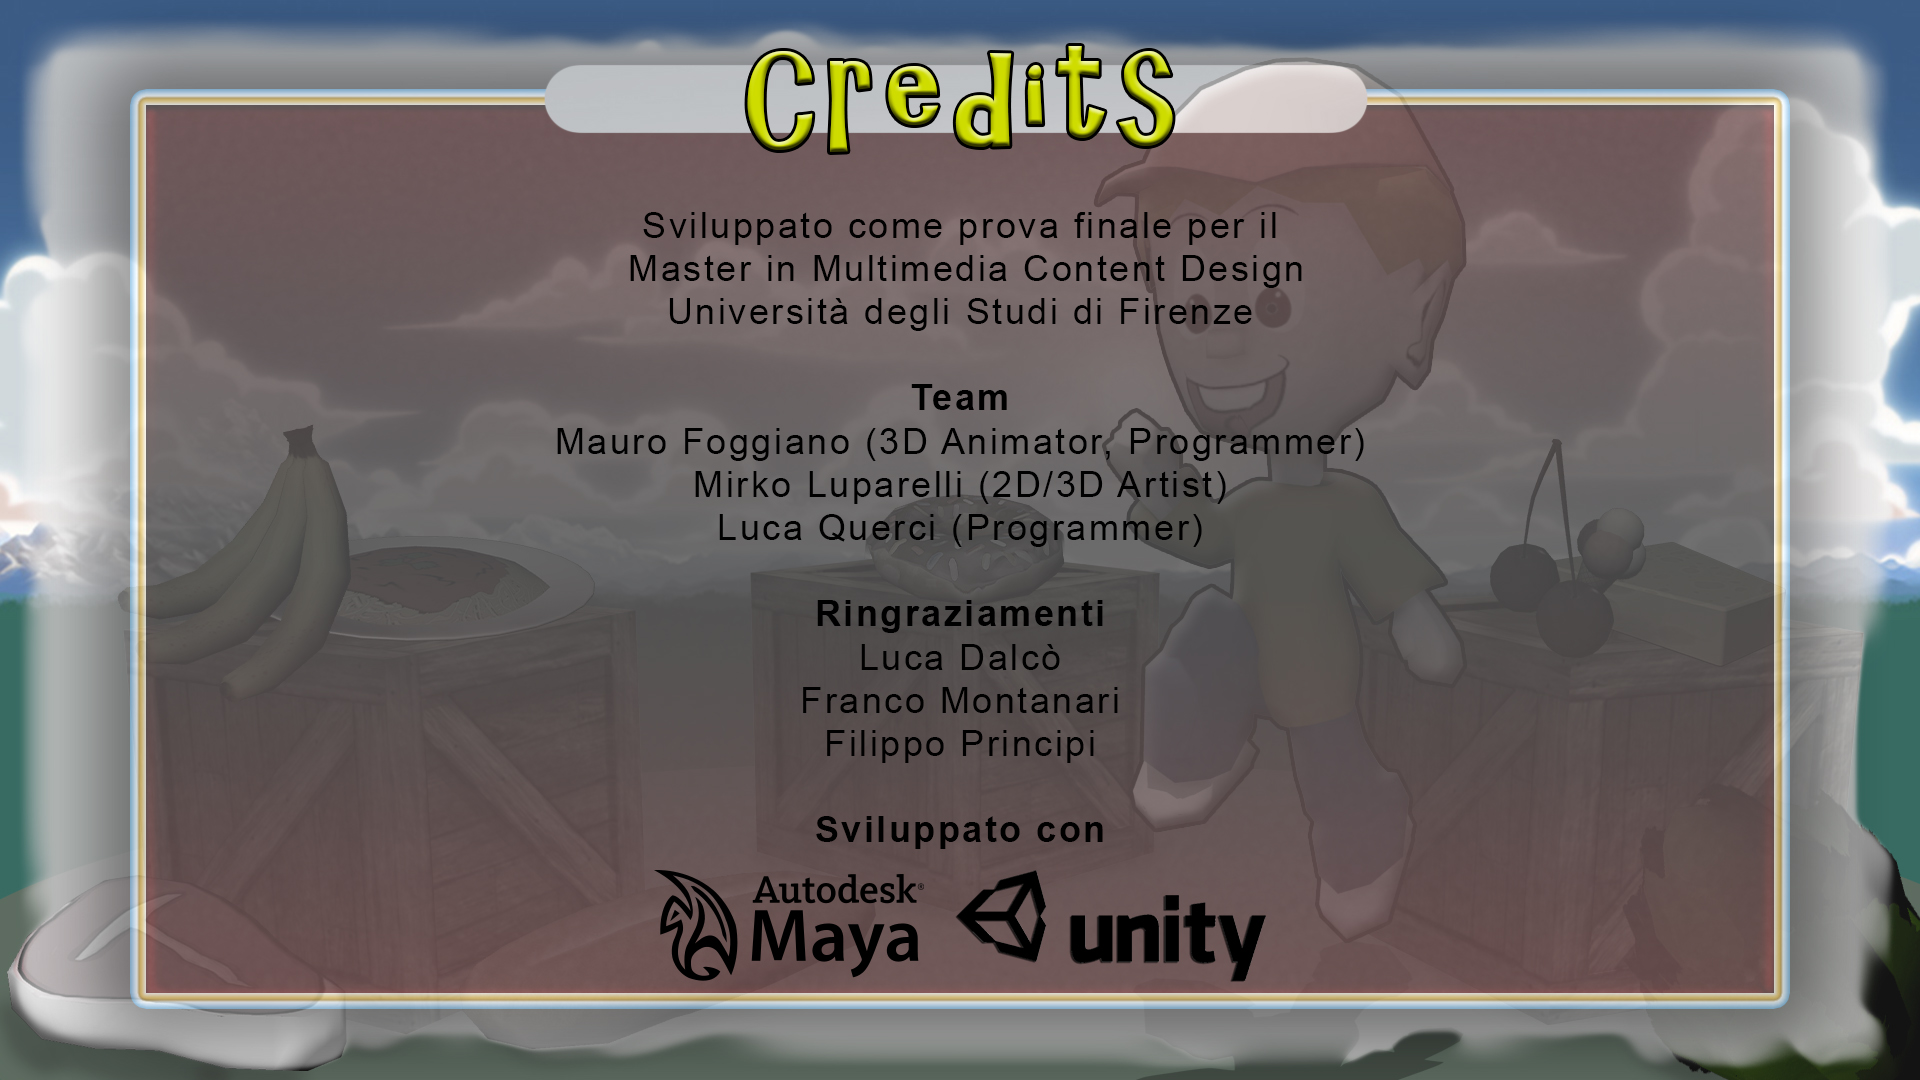 Credits
Sviluppato come prova finale per il
Master in Multimedia Content Design
Università degli Studi di Firenze
Team
Mauro Foggiano (3D Animator, Programmer)
Mirko Luparelli (2D/3D Artist)
Luca Querci (Programmer)
Ringraziamenti
Luca Dalcò
Franco Montanari
Filippo Principi
Sviluppato con
Autodesk®
Maya
unity